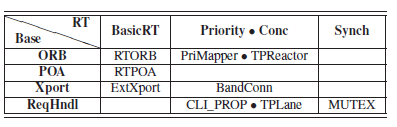 RT
Base BasicRT Priority ● Conc Synch
ORB RTORB PriMapper ● TPReactor
POA RTPOA
Xport ExtXport BandConn
ReqHndl CLI_PROP ● TPLane MUTEX